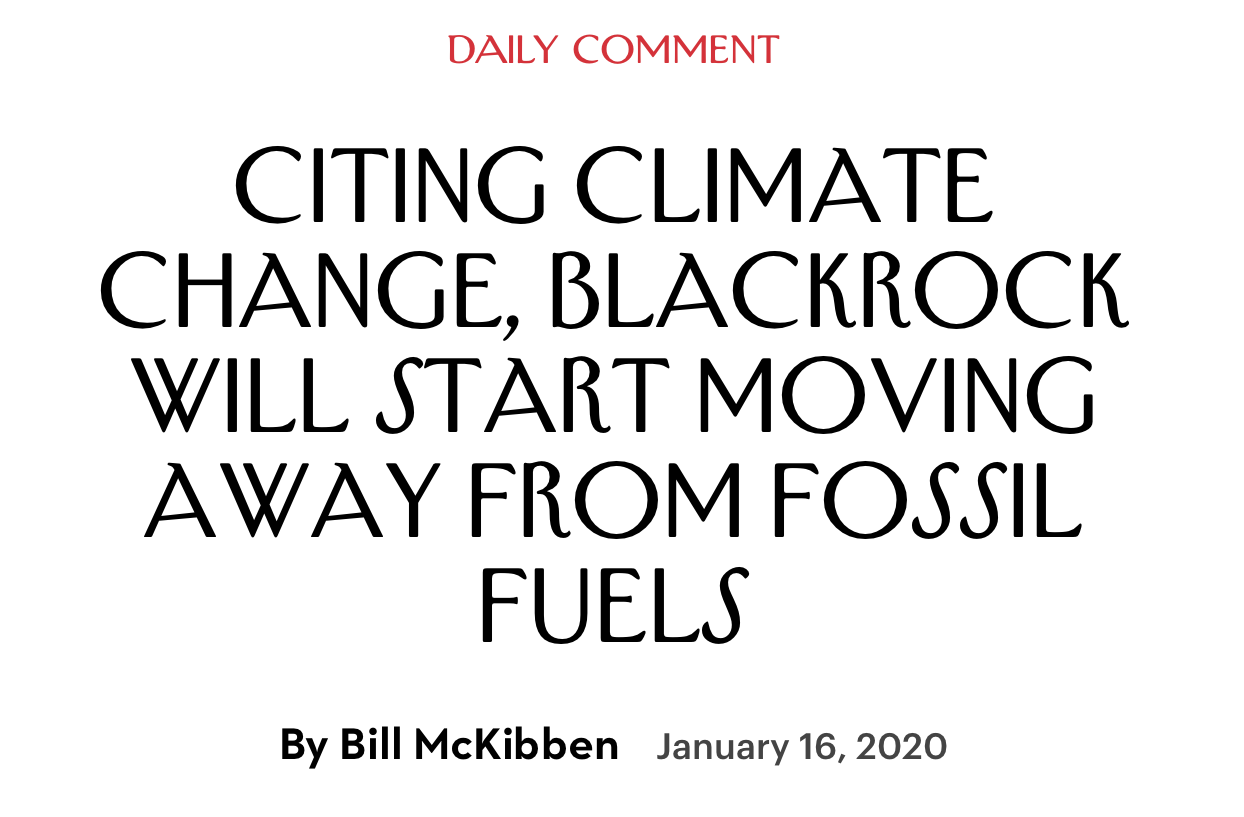 DAILY COMMENT
CITING CLIMATE
CHANGE, BLACKROCK
WILL START MOVING
AWAY FROM FOSSIL
FUELS
By Bill McKibben January 16, 2020